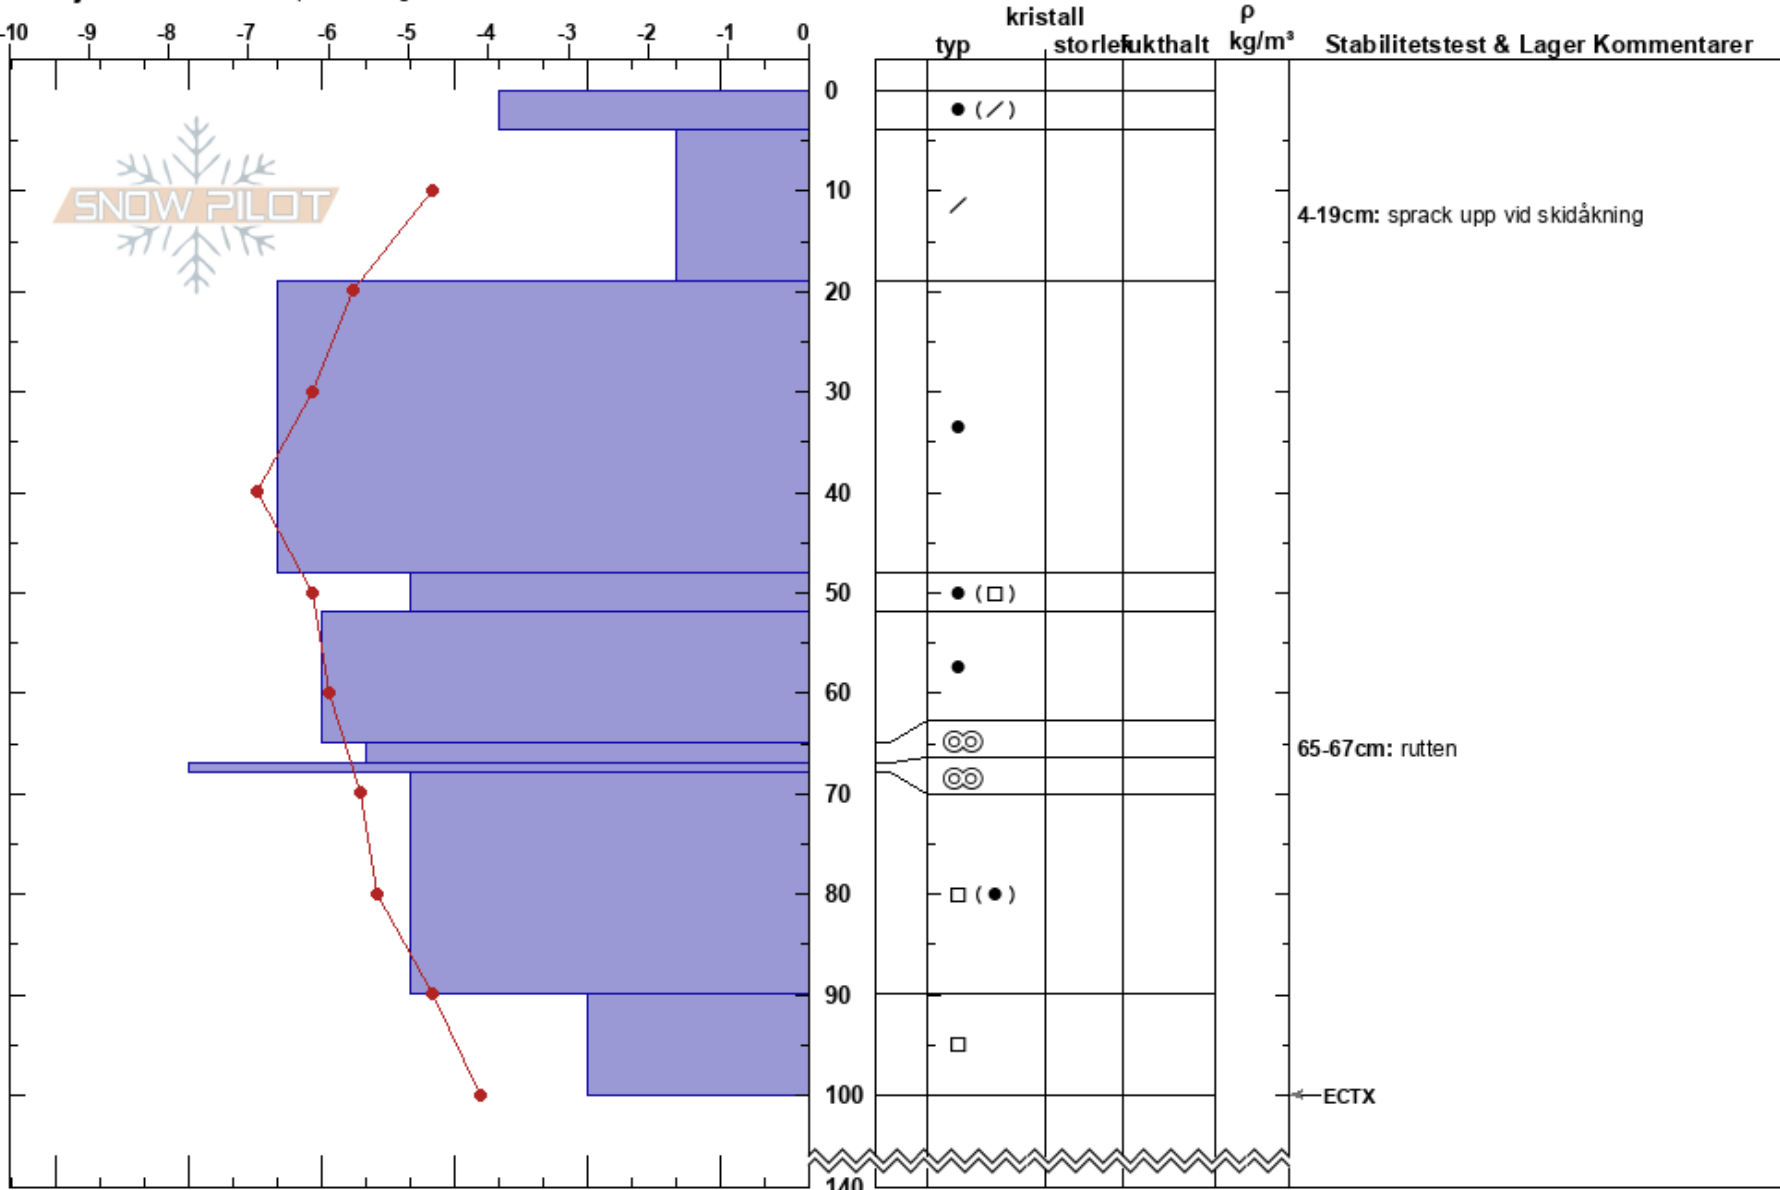 kristall ρ
-10 -9 -8 -7 -6 -5 -4 -3 -2 -1 0 typ storlek fukthalt kg/m³ Stabilitetstest & Lager Kommentarer
0
SNOW PILOT
10
4-19cm: sprack upp vid skidåkning
20
30
40
50
60
65-67cm: rutten
70
80
90
100 ECTX
140